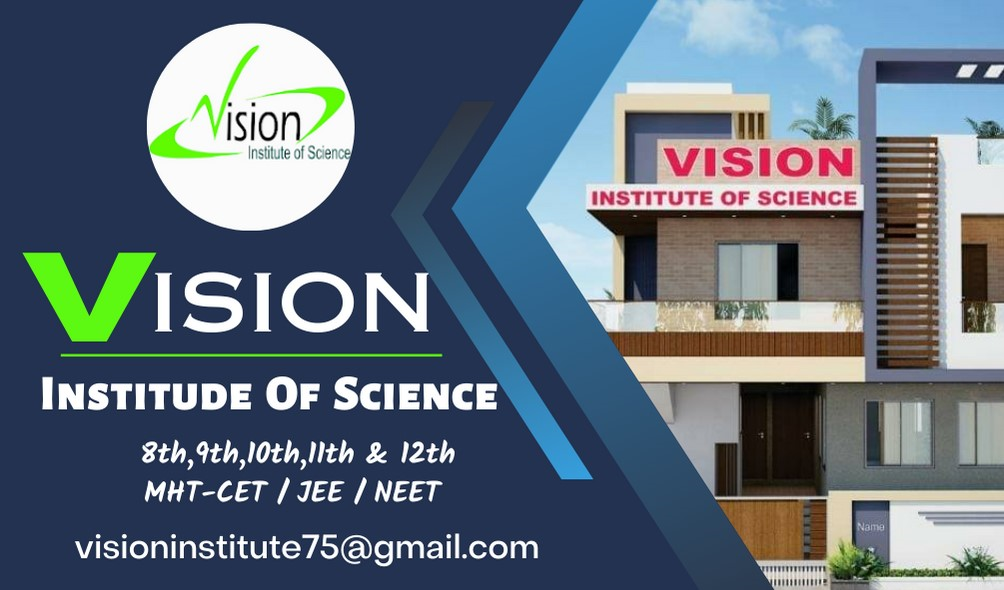 Vision
Institute of Science
VISION
INSTITUDE OF SCIENCE
8th,9th,10th,11th & 12th
MHT-CET / JEE / NEET
visioninstitute75@gmail.com
VISION
INSTITUTE OF SCIENCE
Name